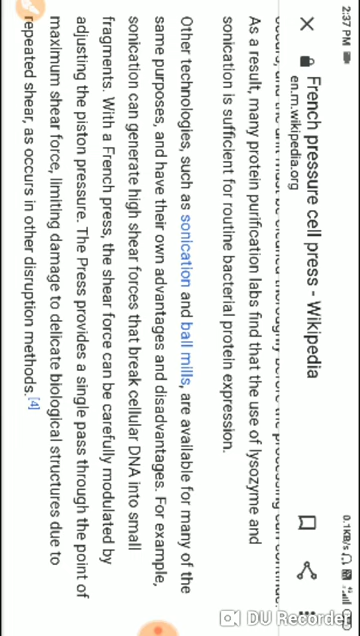 2:37 PM
0.1KB/s
French pressure cell press - Wikipedia
en.m.wikipedia.org
As a result, many protein purification labs find that the use of lysozyme and
sonication is sufficient for routine bacterial protein expression.
Other technologies, such as sonication and ball mills, are available for many of the
same purposes, and have their own advantages and disadvantages. For example,
sonication can generate high shear forces that break cellular DNA into small
fragments. With a French press, the shear force can be carefully modulated by
adjusting the piston pressure. The Press provides a single pass through the point of
maximum shear force, limiting damage to delicate biological structures due to
repeated shear, as occurs in other disruption methods.[4]
DU Recorder